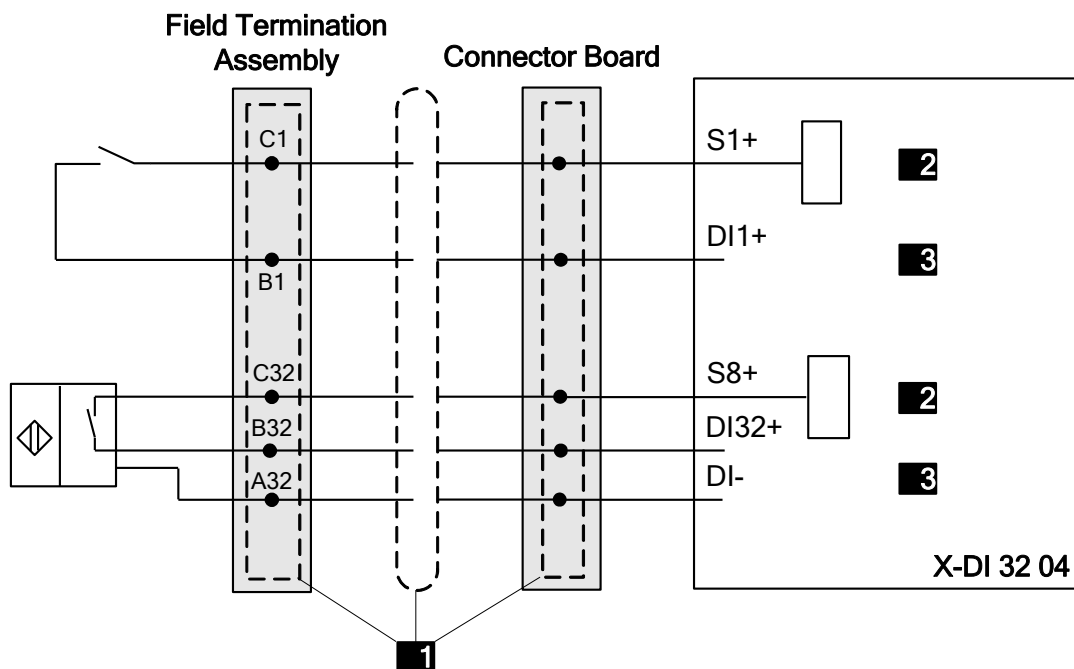 Field Termination
Assembly
Connector Board
C1
S1+
2
DI1+
B1
3
C32
S8+
2
B32
DI32+
A32
DI-
3
X-DI 32 04
1